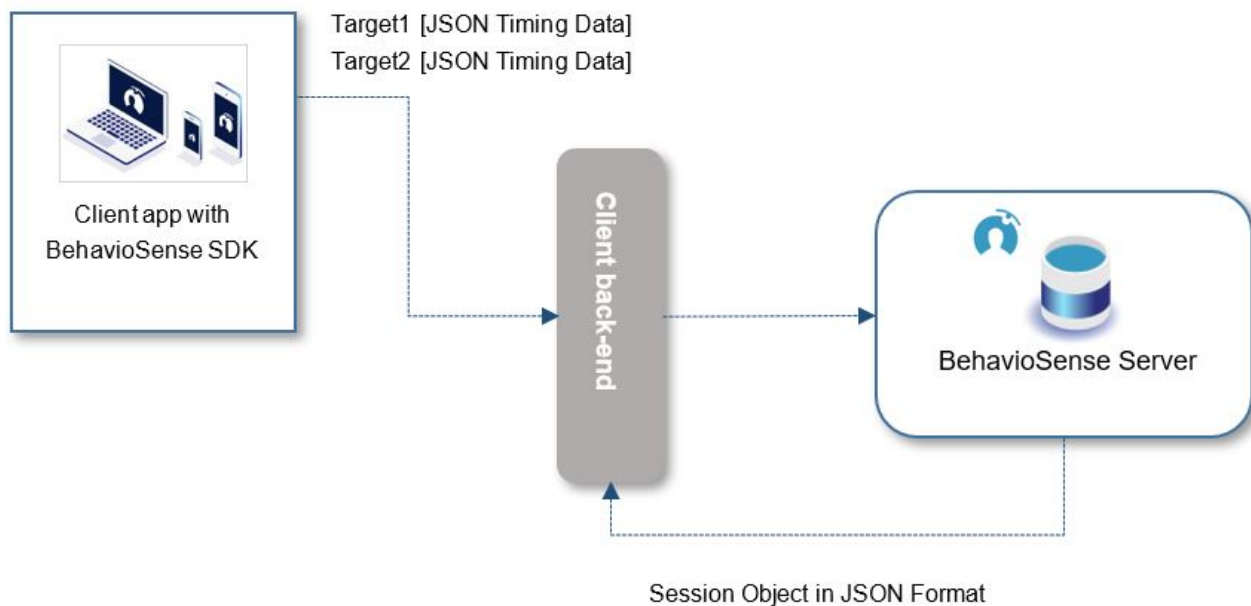 Target1 [JSON Timing Data]
Target2 [JSON Timing Data]
Client app with
BehavioSense SDK
Client back-end
BehavioSense Server
Session Object in JSON Format